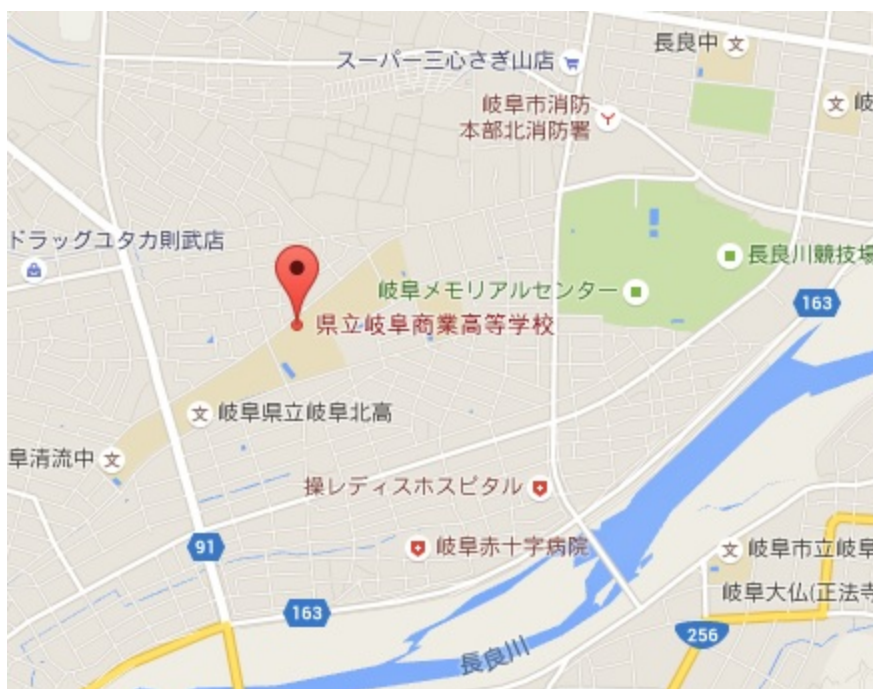 長良中
スーパー三心さぎ山店
岐阜市消防
本部北消防署
岐
ドラッグユタカ則武店
長良川競技場
岐阜メモリアルセンター
163
県立岐阜商業高等学校
岐阜県立岐阜北高
阜清流中
操レディスホスピタル
91
岐阜赤十字病院
岐阜市立岐阜
岐阜大仏(正法寺
163
256
長良川